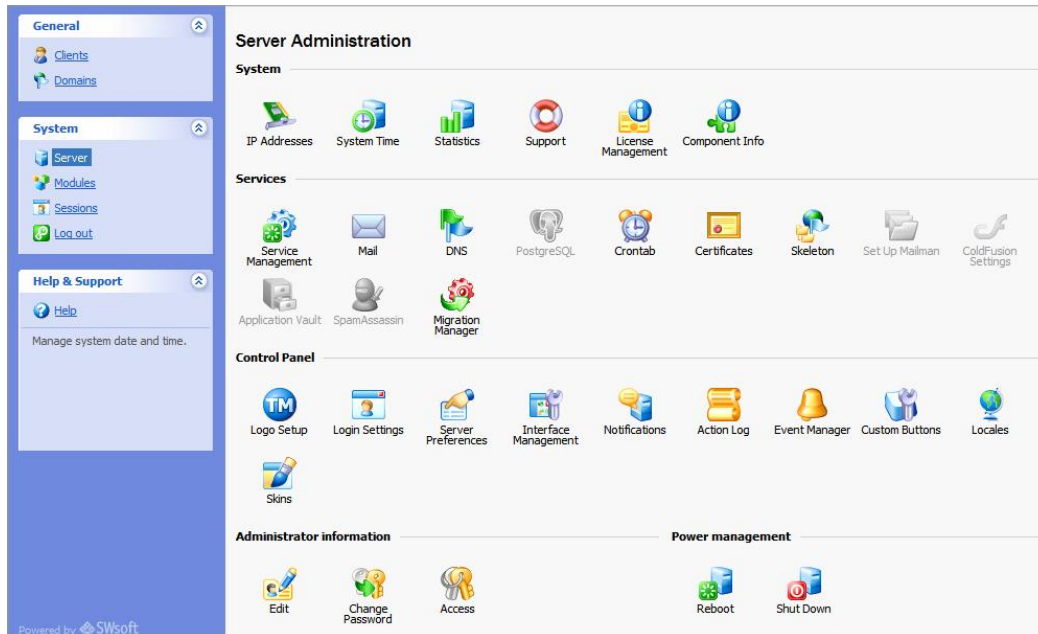 General
Clients
Domains
System
Server
Modules
Sessions
Log out
Help & Support
Help
Manage system date and time.
Powered by SWsoft
Server Administration
System
IP Addresses
System Time
Statistics
Support
License
Management
Component Info
Services
Service
Management
Mail
DNS
PostgreSQL
Crontab
Certificates
Skeleton
Set Up Mailman
ColdFusion
Settings
Application Vault
SpamAssassin
Migration
Manager
Control Panel
TM
Logo Setup
Login Settings
Server
Preferences
Interface
Management
Notifications
Action Log
Event Manager
Custom Buttons
Locales
Skins
Administrator information
Edit
Change
Password
Access
Power management
Reboot
Shut Down